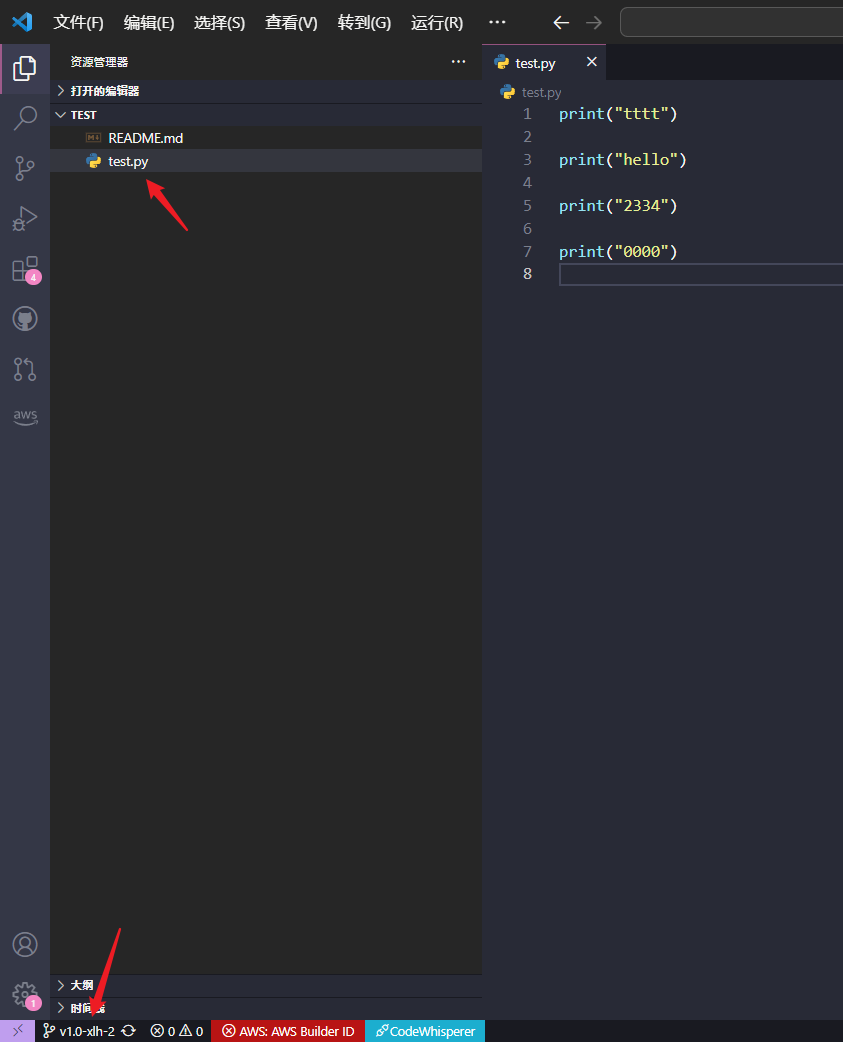 文件(F) 编辑(E) 选择(S) 查看(V) 转到(G) 运行(R) ···
资源管理器 ···
打开的编辑器
TEST
README.md
test.py
4
aws
大纲
时间线
1
test.py
test.py
1 print("tttt")
2
3 print("hello")
4
5 print("2334")
6
7 print("0000")
8
v1.0-xlh-2 0 0 AWS: AWS Builder ID CodeWhisperer